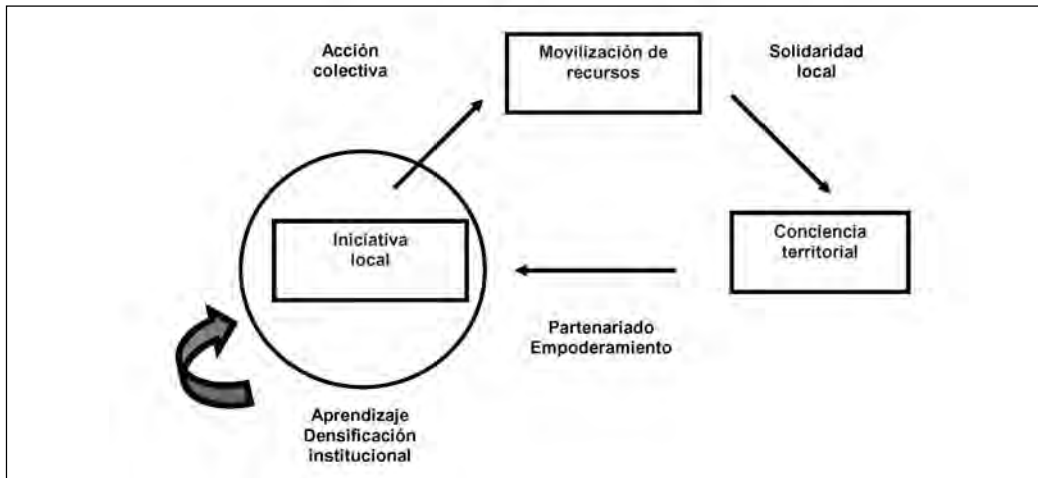 Acción
colectiva
Movilización de
recursos
Solidaridad
local
Iniciativa
local
Conciencia
territorial
Partenariado
Empoderamiento
Aprendizaje
Densificación
institucional